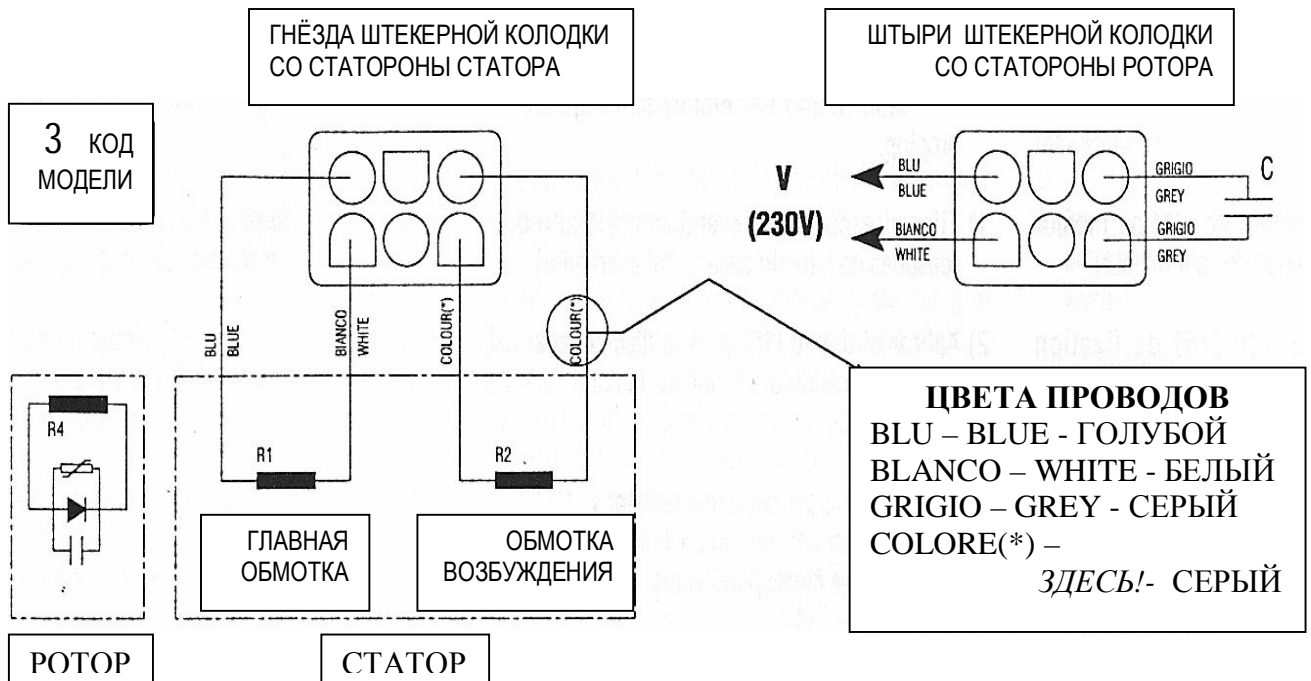 ГНЁЗДА ШТЕКЕРНОЙ КОЛОДКИ
СО СТАТОРОНЫ СТАТОРА
ШТЫРИ ШТЕКЕРНОЙ КОЛОДКИ
СО СТАТОРОНЫ РОТОРА
3 КОД
МОДЕЛИ
V
(230V)
BLU
BLUE
BIANCO
WHITE
GRIGIO
GREY
GRIGIO
GREY
C
BLU
BLUE
BIANCO
WHITE
COLOUR(*)
COLOUR(*)
R4
R1
R2
ГЛАВНАЯ
ОБМОТКА
ОБМОТКА
ВОЗБУЖДЕНИЯ
ЦВЕТА ПРОВОДОВ
BLU – BLUE - ГОЛУБОЙ
BLANCO – WHITE - БЕЛЫЙ
GRIGIO – GREY - СЕРЫЙ
COLORE(*) –
ЗДЕСЬ!- СЕРЫЙ
РОТОР
СТАТОР